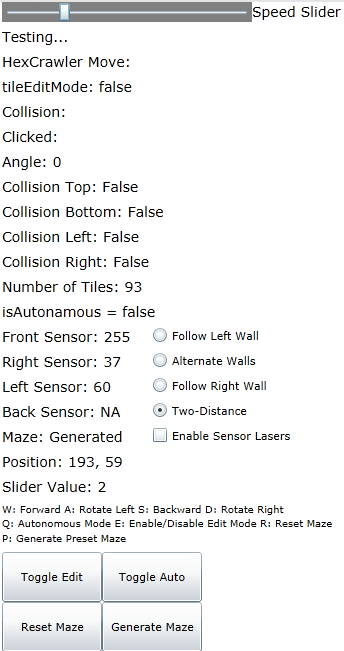 Speed Slider
Testing...
HexCrawler Move:
tileEditMode: false
Collision:
Clicked:
Angle: 0
Collision Top: False
Collision Bottom: False
Collision Left: False
Collision Right: False
Number of Tiles: 93
isAutonamous = false
Front Sensor: 255 Follow Left Wall
Right Sensor: 37 Alternate Walls
Left Sensor: 60 Follow Right Wall
Back Sensor: NA Two-Distance
Maze: Generated Enable Sensor Lasers
Position: 193, 59
Slider Value: 2
W: Forward A: Rotate Left S: Backward D: Rotate Right
Q: Autonomous Mode E: Enable/Disable Edit Mode R: Reset Maze
P: Generate Preset Maze
Toggle Edit Toggle Auto
Reset Maze Generate Maze